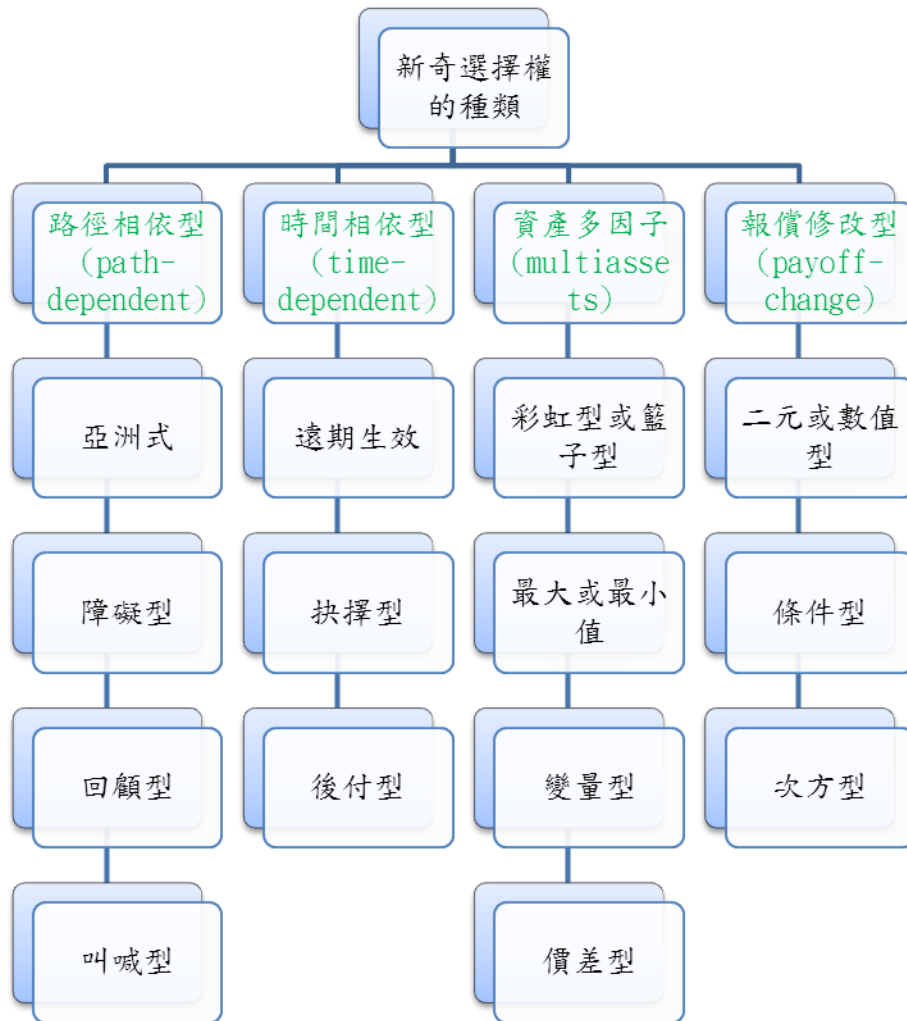 新奇選擇權
的種類
路徑相依型
(path-
dependent)
時間相依型
(time-
dependent)
資產多因子
(multiasse
ts)
報償修改型
(payoff-
change)
亞洲式
遠期生效
彩虹型或籃
子型
二元或數值
型
障礙型
抉擇型
最大或最小
值
條件型
回顧型
後付型
變量型
次方型
叫喊型
價差型